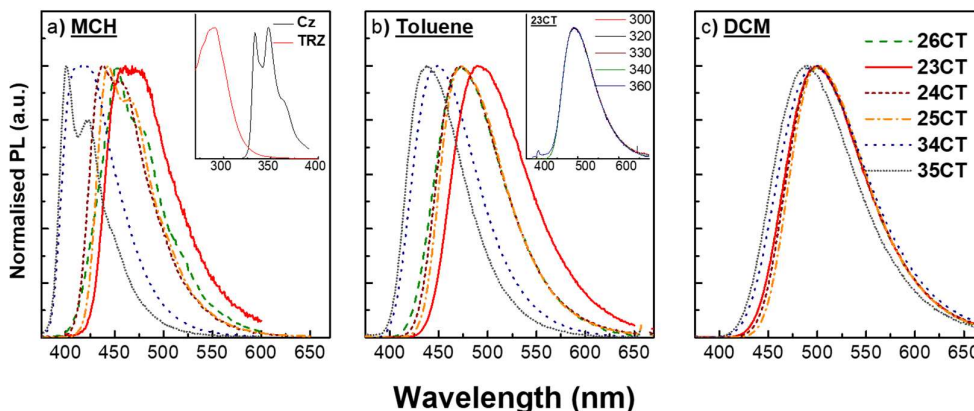 a) MCH
Cz
TRZ
300 350 400
b) Toluene
23CT
300
320
330
340
360
400 500 600
c) DCM
26CT
23CT
24CT
25CT
34CT
35CT
Normalised PL (a.u.)
400 450 500 550 600 650
400 450 500 550 600 650
400 450 500 550 600 650
Wavelength (nm)